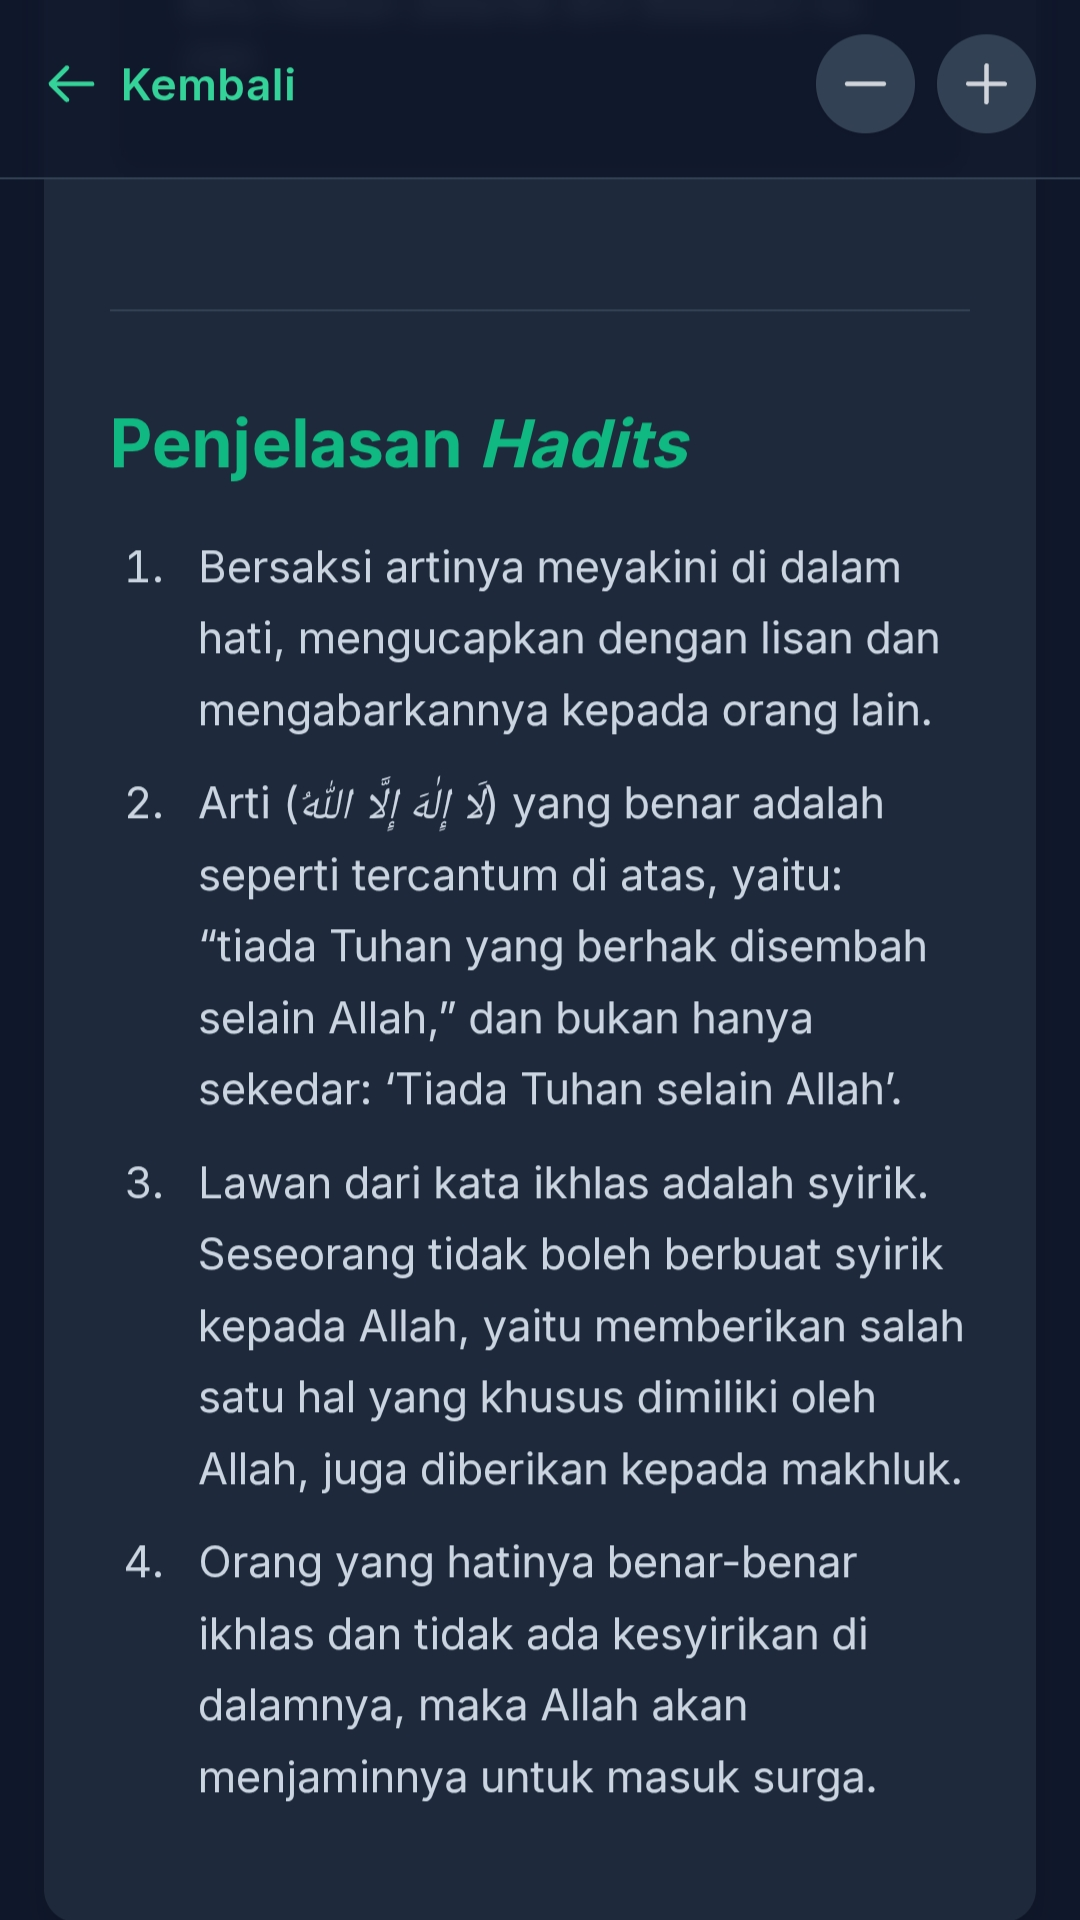 Kembali
Penjelasan Hadits
1. Bersaksi artinya meyakini di dalam
hati, mengucapkan dengan lisan dan
mengabarkannya kepada orang lain.
2. Arti (لَا إِلٰهَ إِلَّا اللهُ) yang benar adalah
seperti tercantum di atas, yaitu:
“tiada Tuhan yang berhak disembah
selain Allah,” dan bukan hanya
sekedar: ‘Tiada Tuhan selain Allah’.
3. Lawan dari kata ikhlas adalah syirik.
Seseorang tidak boleh berbuat syirik
kepada Allah, yaitu memberikan salah
satu hal yang khusus dimiliki oleh
Allah, juga diberikan kepada makhluk.
4. Orang yang hatinya benar-benar
ikhlas dan tidak ada kesyirikan di
dalamnya, maka Allah akan
menjaminnya untuk masuk surga.